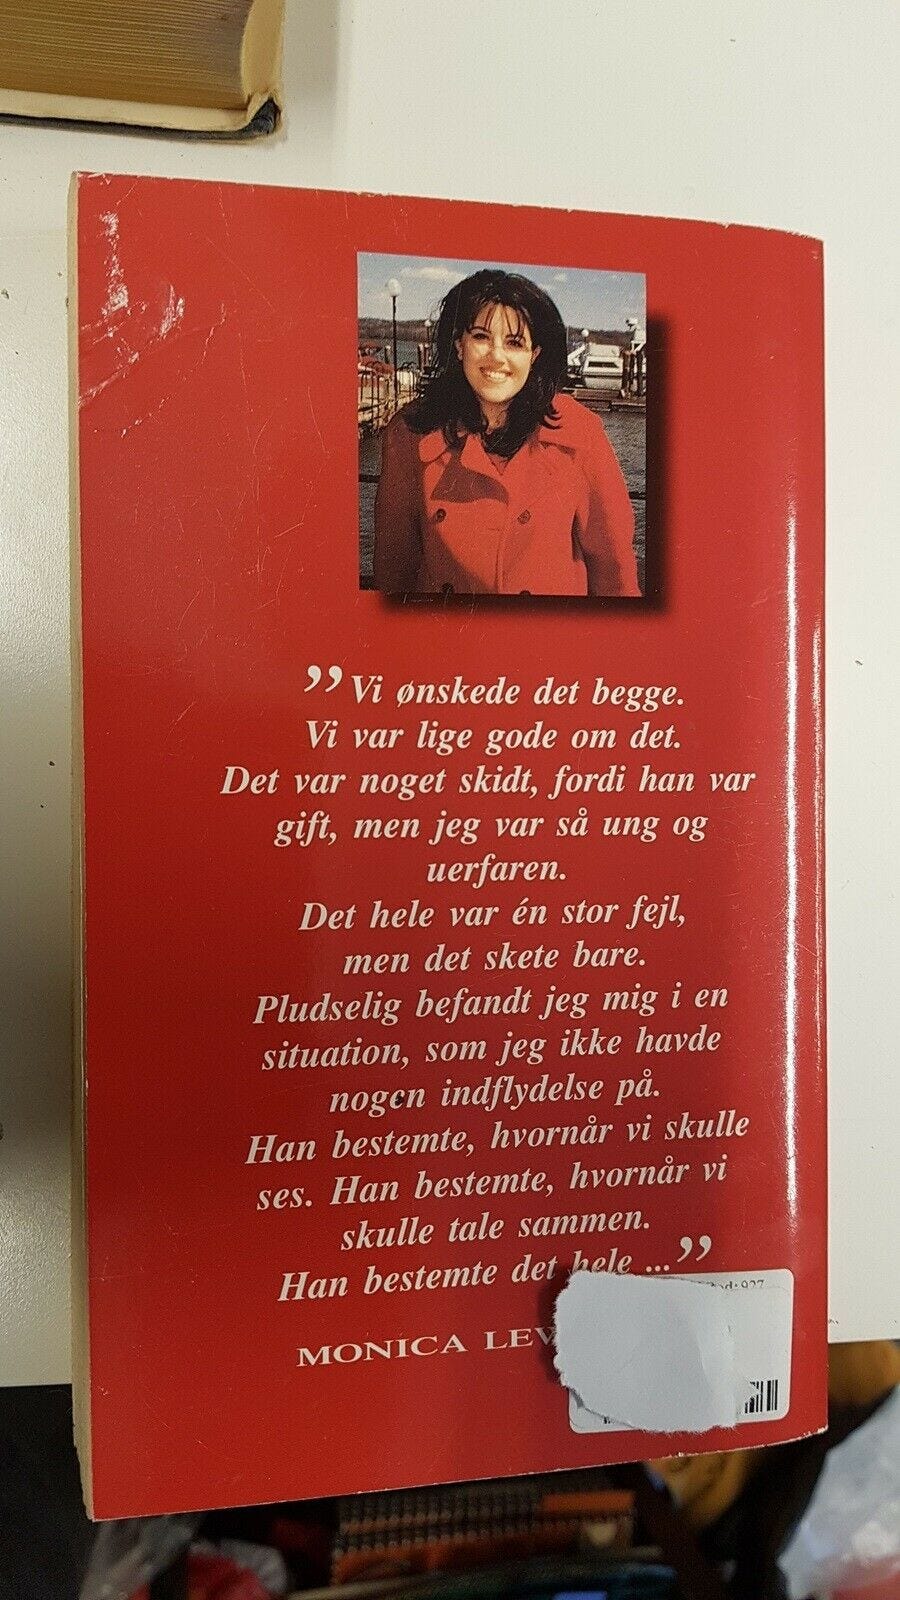 ”Vi ønskede det begge.
Vi var lige gode om det.
Det var noget skidt, fordi han var
gift, men jeg var så ung og
uerfaren.
Det hele var én stor fejl,
men det skete bare.
Pludselig befandt jeg mig i en
situation, som jeg ikke havde
nogen indflydelse på.
Han bestemte, hvornår vi skulle
ses. Han bestemte, hvornår vi
skulle tale sammen.
Han bestemte det hele ...”
MONICA